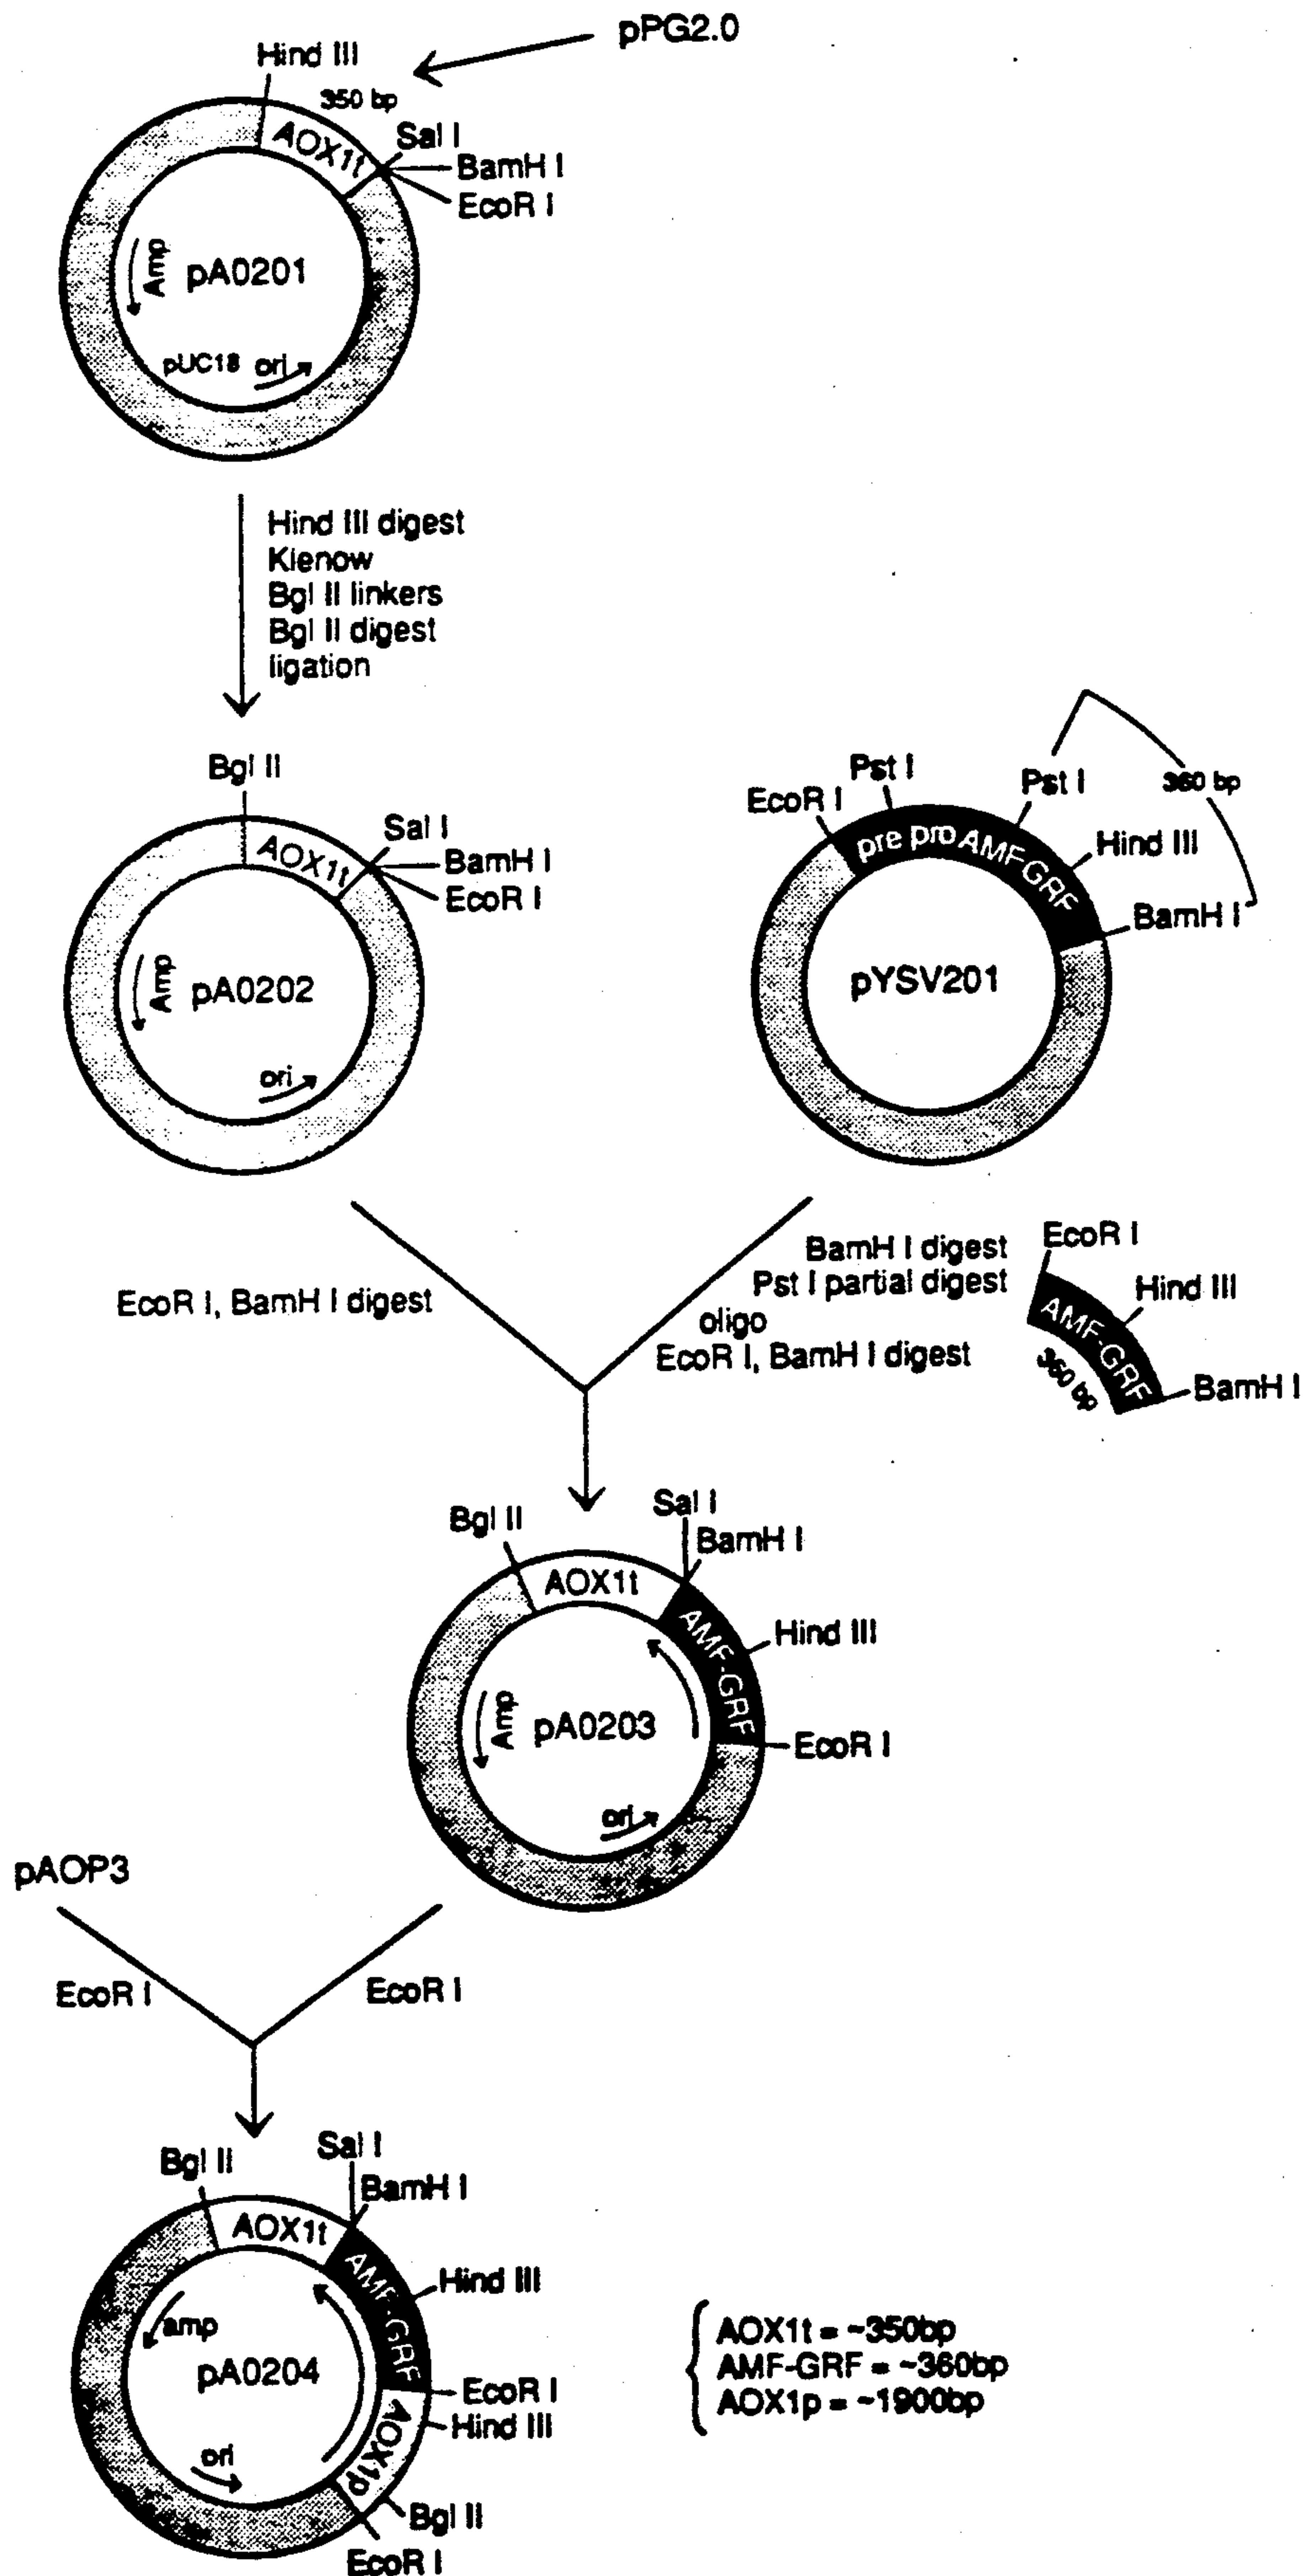 pPG2.0
Hind III
350 bp
AOX1t
Sal I
BamH I
EcoR I
Amp
pA0201
pUC18 ori
Hind III digest
Klenow
Bgl II linkers
Bgl II digest
ligation
Bgl II
AOX1t
Sal I
BamH I
EcoR I
Amp
pA0202
ori
EcoR I
Pst I
Pst I
360 bp
Hind III
BamH I
pre pro AMF-GRF
pYSV201
EcoR I, BamH I digest
BamH I digest
Pst I partial digest
oligo
EcoR I, BamH I digest
EcoR I
Hind III
AMF-GRF
360 bp
BamH I
Bgl II
Sal I
BamH I
AOX1t
AMF-GRF
Hind III
Amp
pA0203
EcoR I
ori
pAOP3
EcoR I
EcoR I
Bgl II
Sal I
BamH I
AOX1t
AMF-GRF
Hind III
amp
pA0204
EcoR I
Hind III
AOX1p
ori
Bgl II
EcoR I
AOX1t = ~350bp
AMF-GRF = ~360bp
AOX1p = ~1900bp